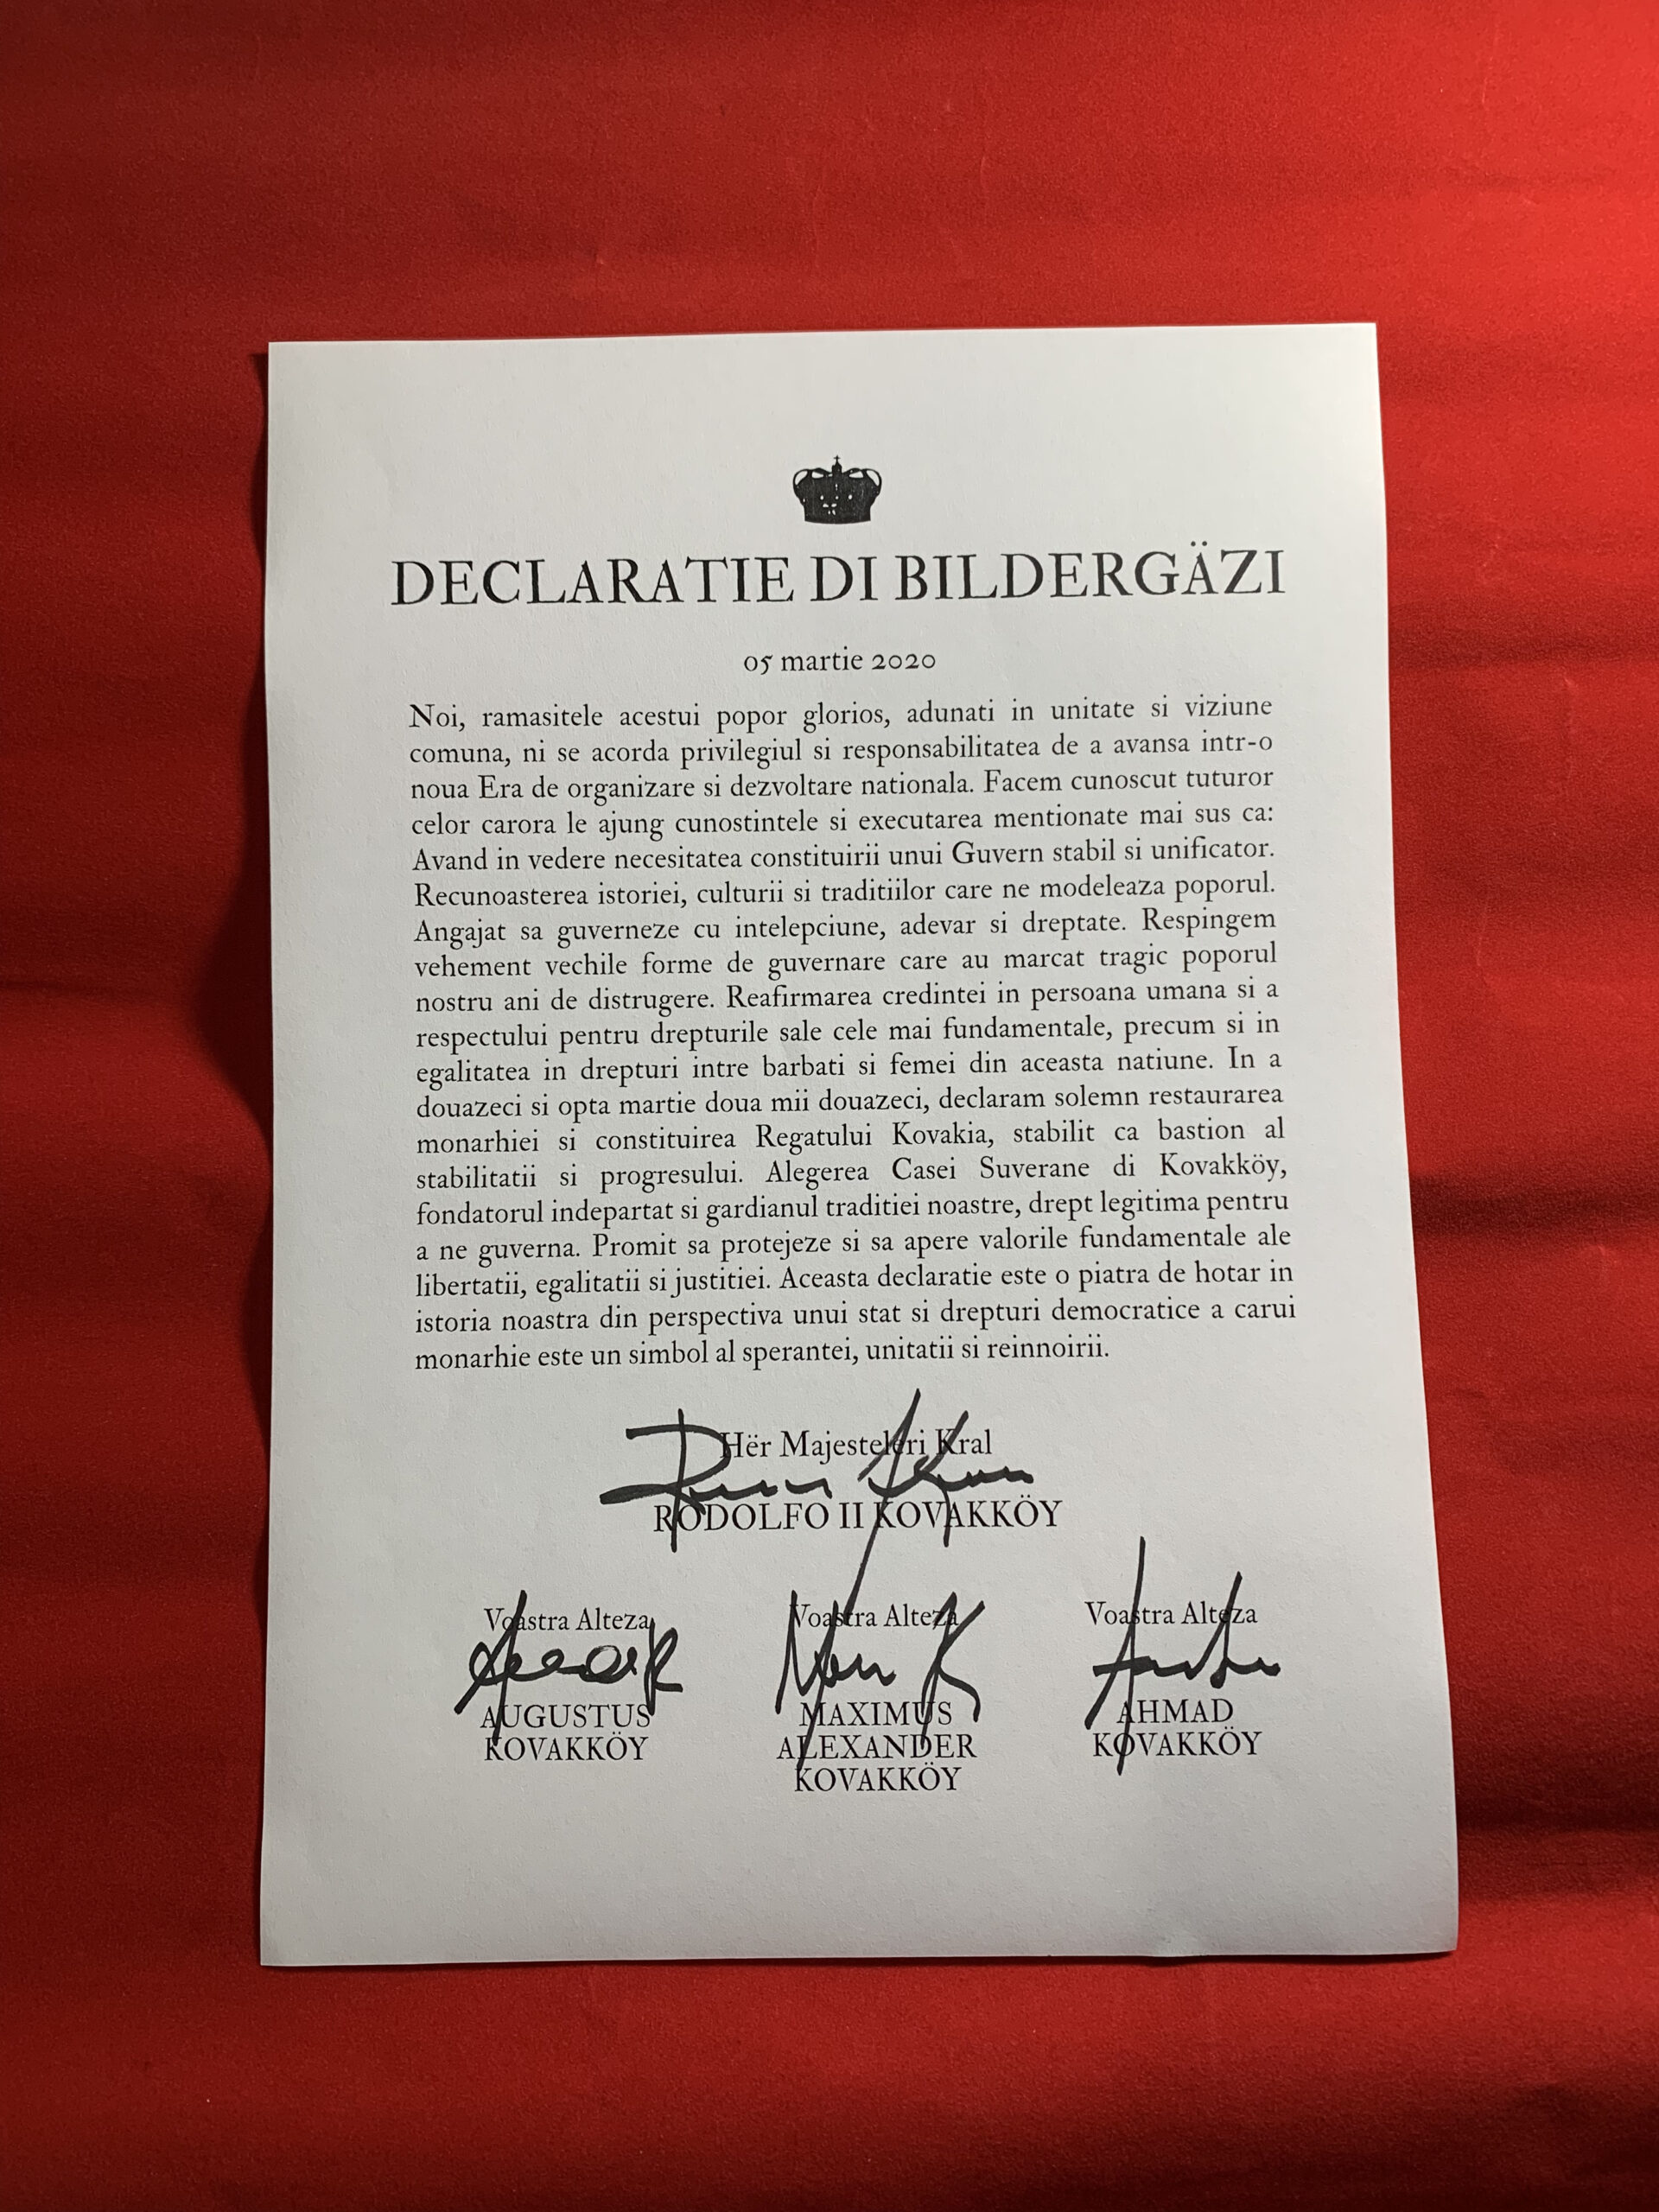 DECLARATIE DI BILDERGÄZI
05 martie 2020
Noi, ramasitele acestui popor glorios, adunati in unitate si viziune
comuna, ni se acorda privilegiul si responsabilitatea de a avansa intr-o
noua Era de organizare si dezvoltare nationala. Facem cunoscut tuturor
celor carora le ajung cunostintele si executarea mentionate mai sus ca:
Avand in vedere necesitatea constituirii unui Guvern stabil si unificator.
Recunoasterea istoriei, culturii si traditiilor care ne modeleaza poporul.
Angajat sa guverneze cu intelepciune, adevar si dreptate. Respingem
vehement vechile forme de guvernare care au marcat tragic poporul
nostru ani de distrugere. Reafirmarea credintei in persoana umana si a
respectului pentru drepturile sale cele mai fundamentale, precum si in
egalitatea in drepturi intre barbati si femei din aceasta natiune. In a
douazeci si opta martie doua mii douazeci, declaram solemn restaurarea
monarhiei si constituirea Regatului Kovakia, stabilit ca bastion al
stabilitatii si progresului. Alegerea Casei Suverane di Kovakköy,
fondatorul indepartat si gardianul traditiei noastre, drept legitima pentru
a ne guverna. Promit sa protejeze si sa apere valorile fundamentale ale
libertatii, egalitatii si justitiei. Aceasta declaratie este o piatra de hotar in
istoria noastra din perspectiva unui stat si drepturi democratice a carui
monarhie este un simbol al sperantei, unitatii si reinnoirii.
Hër Majesteleri Kral
RODOLFO II KOVAKKÖY
Voastra Alteza
AUGUSTUS
KOVAKKÖY
Voastra Alteza
MAXIMUS
ALEXANDER
KOVAKKÖY
Voastra Alteza
AHMAD
KOVAKKÖY